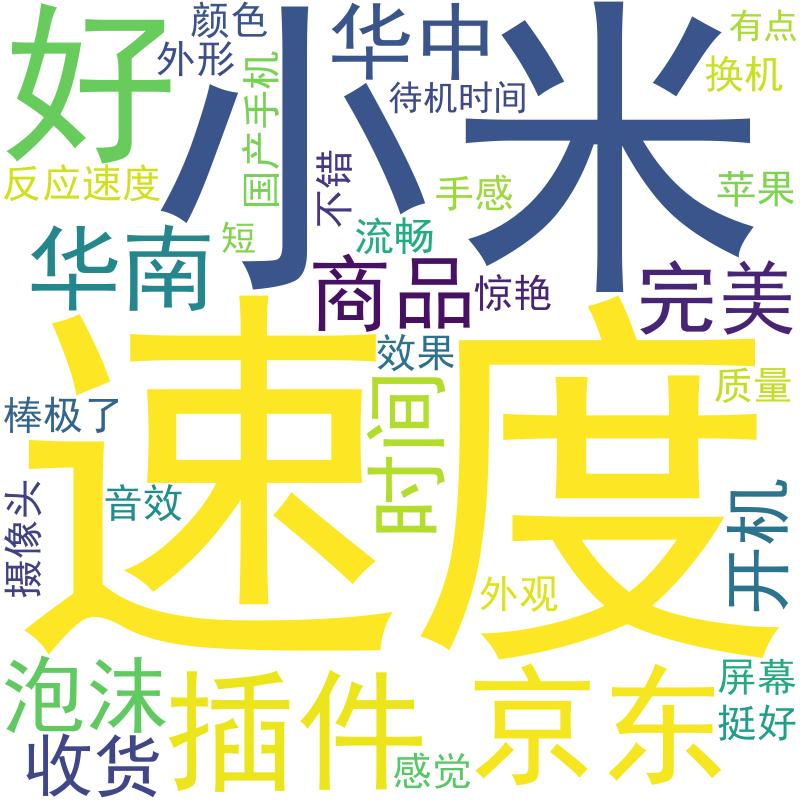 好
颜色
外形
小米
华中
有点
换机
待机时间
国产手机
反应速度
不错
手感
苹果
短
流畅
华南
商品
惊艳
完美
速度
效果
时间
质量
棒极了
音效
摄像头
开机
外观
泡沫
插件
京东
屏幕
挺好
收货
感觉